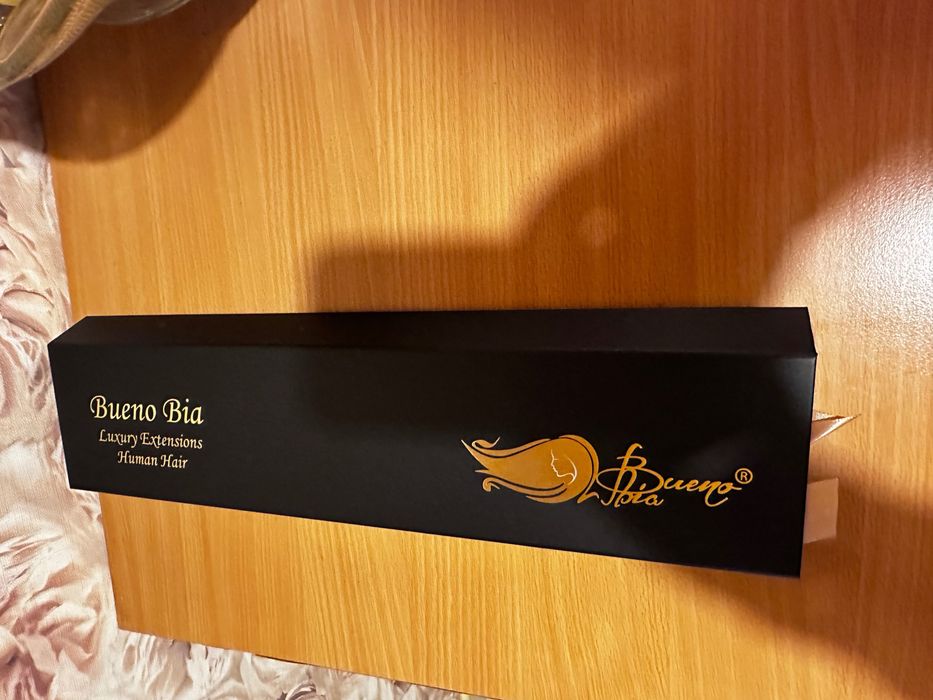 Bueno Bia
Luxury Extensions
Human Hair
Bueno®
Bia